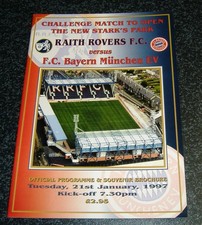 CHALLENGE MATCH TO OPEN
THE NEW STARK'S PARK
RAITH ROVERS F.C.
versus
F.C. Bayern München EV
OFFICIAL PROGRAMME & SOUVENIR BROCHURE
Tuesday, 21st January, 1997
Kick-off 7.30pm
£2.95